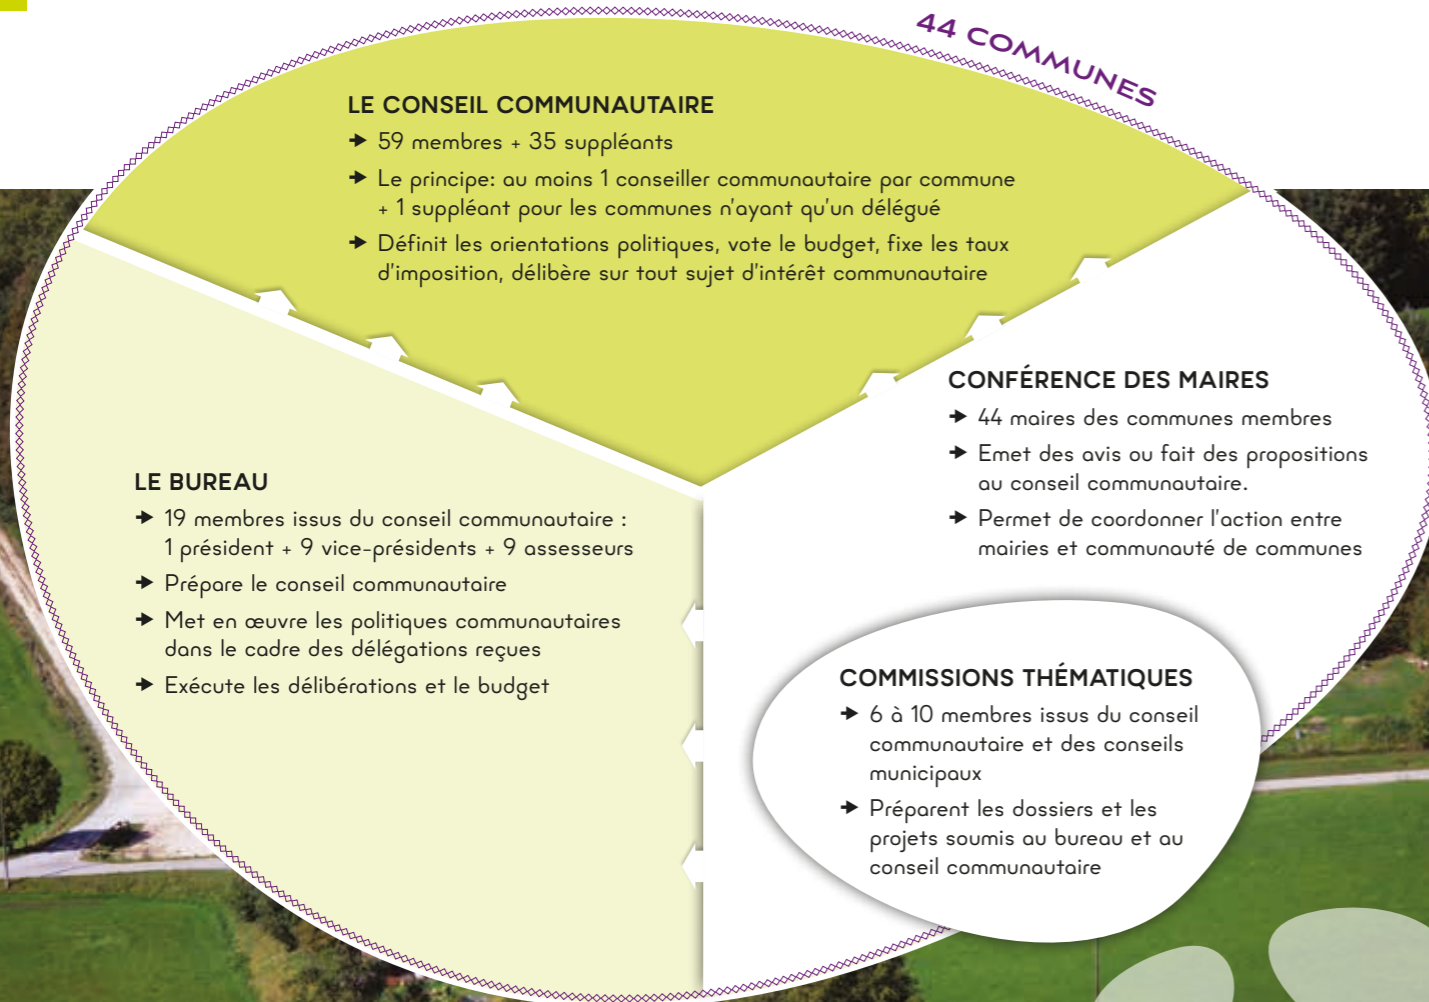 44 COMMUNES
LE CONSEIL COMMUNAUTAIRE
➜ 59 membres + 35 suppléants
➜ Le principe: au moins 1 conseiller communautaire par commune
+ 1 suppléant pour les communes n'ayant qu'un délégué
➜ Définit les orientations politiques, vote le budget, fixe les taux
d'imposition, délibère sur tout sujet d'intérêt communautaire
CONFÉRENCE DES MAIRES
➜ 44 maires des communes membres
➜ Emet des avis ou fait des propositions
au conseil communautaire.
➜ Permet de coordonner l'action entre
mairies et communauté de communes
LE BUREAU
➜ 19 membres issus du conseil communautaire :
1 président + 9 vice-présidents + 9 assesseurs
➜ Prépare le conseil communautaire
➜ Met en œuvre les politiques communautaires
dans le cadre des délégations reçues
➜ Exécute les délibérations et le budget
COMMISSIONS THÉMATIQUES
➜ 6 à 10 membres issus du conseil
communautaire et des conseils
municipaux
➜ Préparent les dossiers et les
projets soumis au bureau et au
conseil communautaire